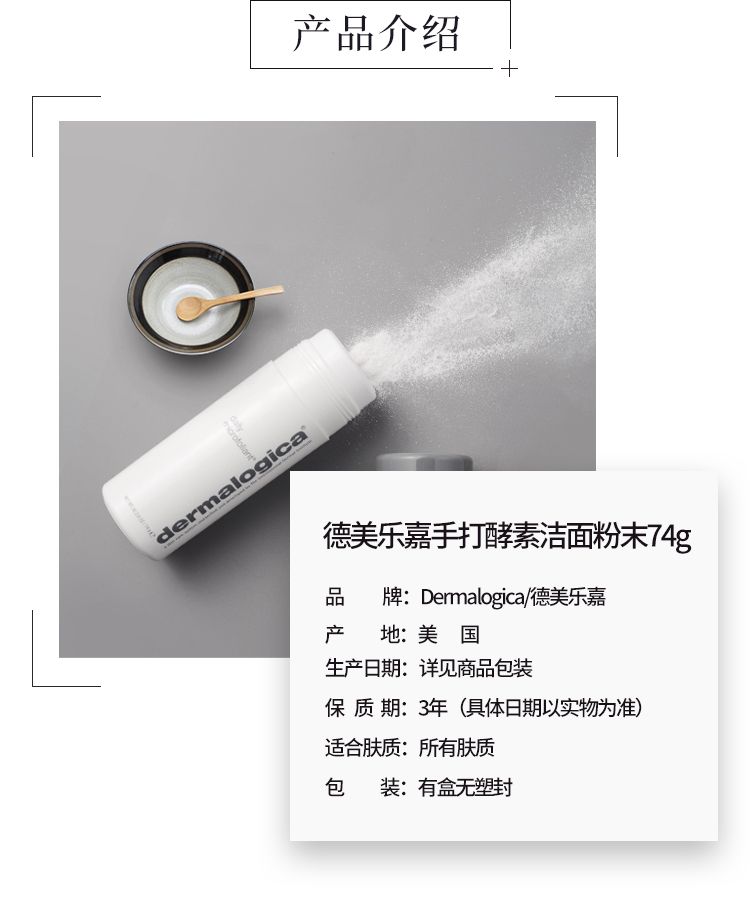 产品介绍
daily
microfoliant®
dermalogica®
德美乐嘉手打酵素洁面粉末74g
品 牌：Dermalogica/德美乐嘉
产 地：美 国
生产日期：详见商品包装
保 质 期：3年（具体日期以实物为准）
适合肤质：所有肤质
包 装：有盒无塑封